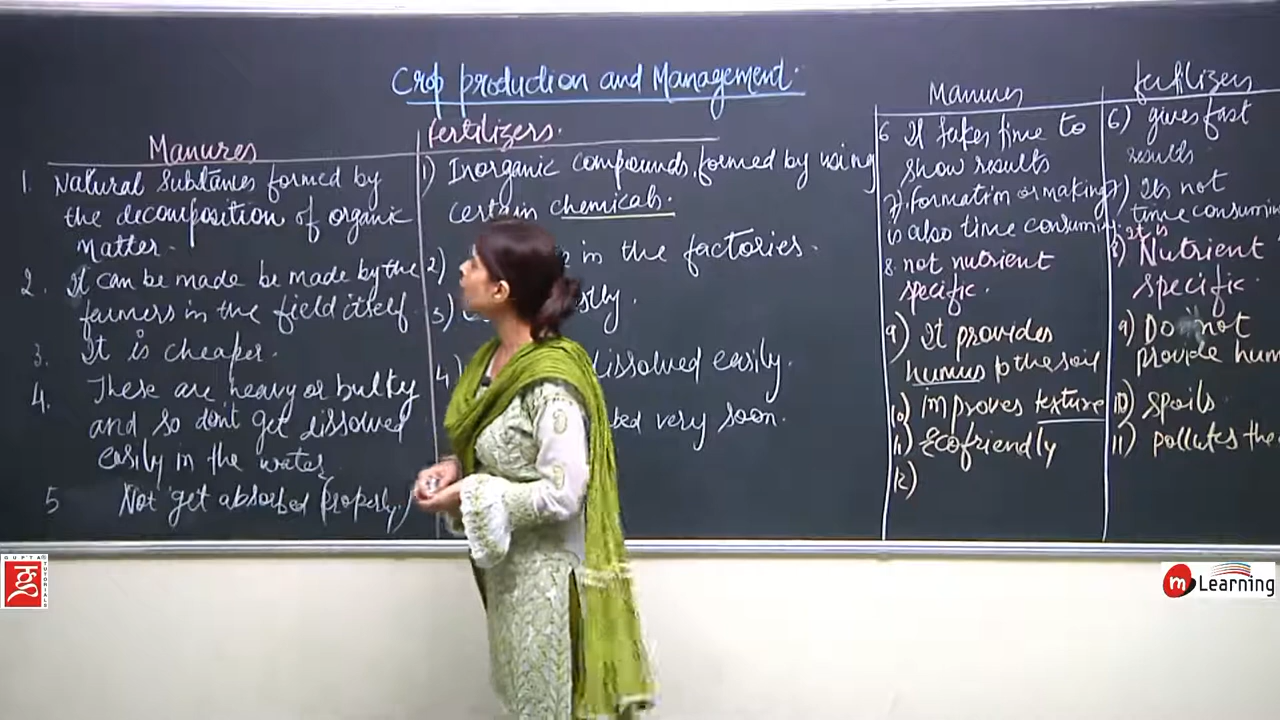 Crop production and Management.
Manures
1. Natural Substances formed by
the decomposition of organic
Matter.
2. It can be made be made by the
farmers in the field itself.
3. It is cheaper.
4. These are heavy or bulky
and so don't get dissolved
easily in the water.
5 Not get absorbed properly.
fertilizers.
1) Inorganic compounds, formed by using
certain chemicals.
2) in the factories.
3)
4) dissolved easily.
very soon.
Manures
6 It takes time to
show results
7. formation or making
is also time consuming
8. not nutrient
specific.
9) It provides
humus to the soil
10) improves texture
11) Ecofriendly
12)
fertilizers
6) gives fast
results
7) Its not
time consumin
8) It is Nutrient
specific.
9) Do not
provide hum
10) Spoils
11) pollutes the
GUPTA TUTORIALS
m Learning